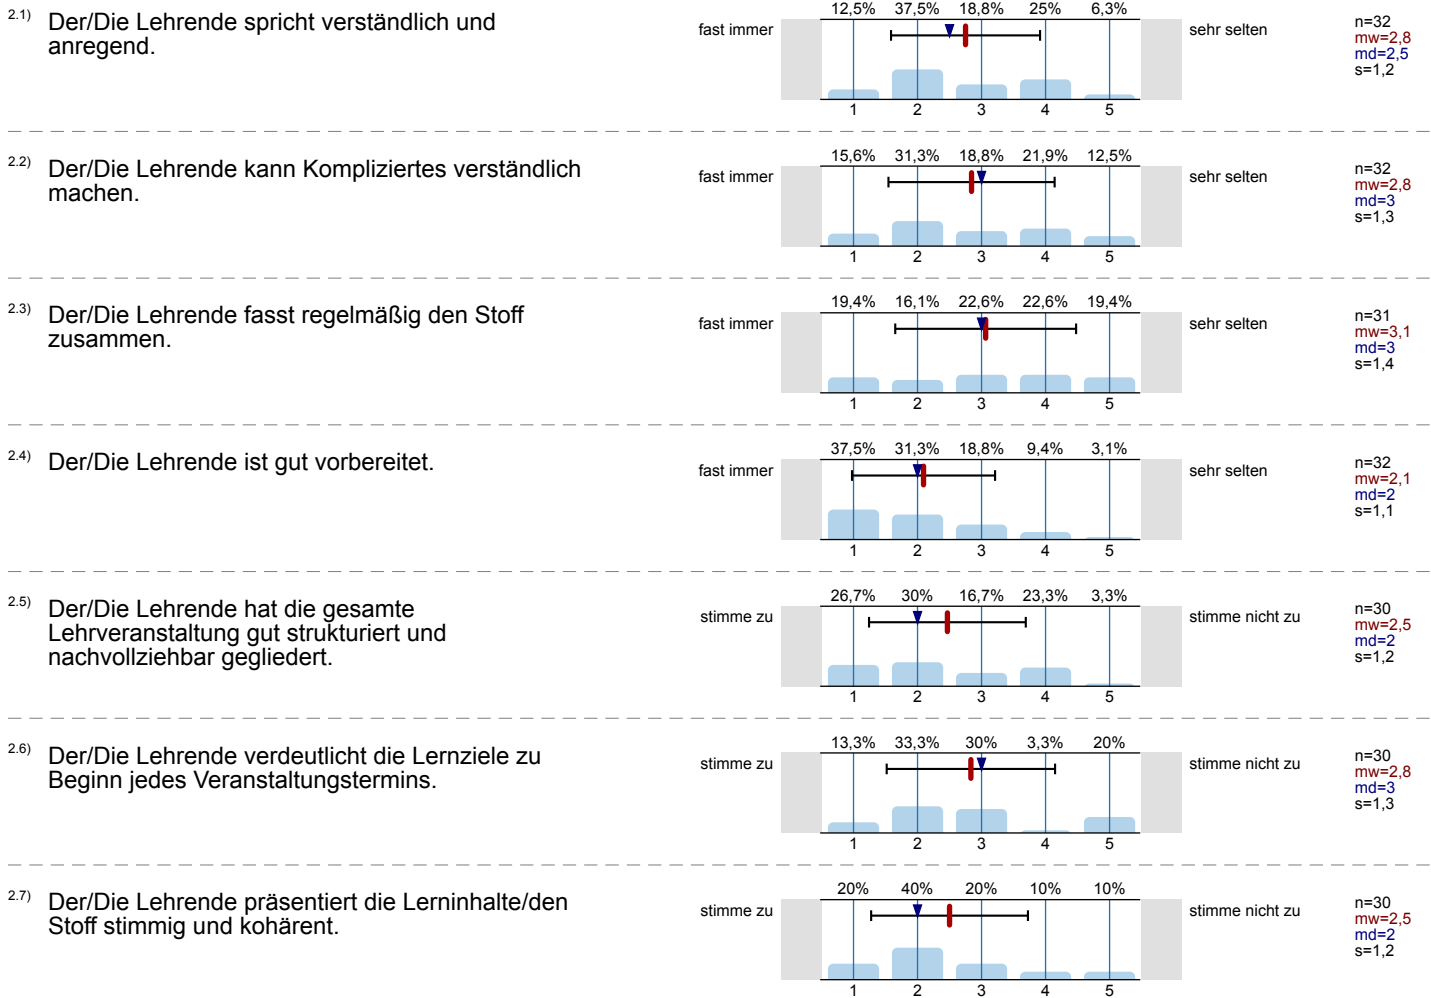 2.1) Der/Die Lehrende spricht verständlich und
anregend.
fast immer
12,5% 37,5% 18,8% 25% 6,3%
1 2 3 4 5
sehr selten
n=32
mw=2,8
md=2,5
s=1,2
2.2) Der/Die Lehrende kann Kompliziertes verständlich
machen.
fast immer
15,6% 31,3% 18,8% 21,9% 12,5%
1 2 3 4 5
sehr selten
n=32
mw=2,8
md=3
s=1,3
2.3) Der/Die Lehrende fasst regelmäßig den Stoff
zusammen.
fast immer
19,4% 16,1% 22,6% 22,6% 19,4%
1 2 3 4 5
sehr selten
n=31
mw=3,1
md=3
s=1,4
2.4) Der/Die Lehrende ist gut vorbereitet.
fast immer
37,5% 31,3% 18,8% 9,4% 3,1%
1 2 3 4 5
sehr selten
n=32
mw=2,1
md=2
s=1,1
2.5) Der/Die Lehrende hat die gesamte
Lehrveranstaltung gut strukturiert und
nachvollziehbar gegliedert.
stimme zu
26,7% 30% 16,7% 23,3% 3,3%
1 2 3 4 5
stimme nicht zu
n=30
mw=2,5
md=2
s=1,2
2.6) Der/Die Lehrende verdeutlicht die Lernziele zu
Beginn jedes Veranstaltungstermins.
stimme zu
13,3% 33,3% 30% 3,3% 20%
1 2 3 4 5
stimme nicht zu
n=30
mw=2,8
md=3
s=1,3
2.7) Der/Die Lehrende präsentiert die Lerninhalte/den
Stoff stimmig und kohärent.
stimme zu
20% 40% 20% 10% 10%
1 2 3 4 5
stimme nicht zu
n=30
mw=2,5
md=2
s=1,2